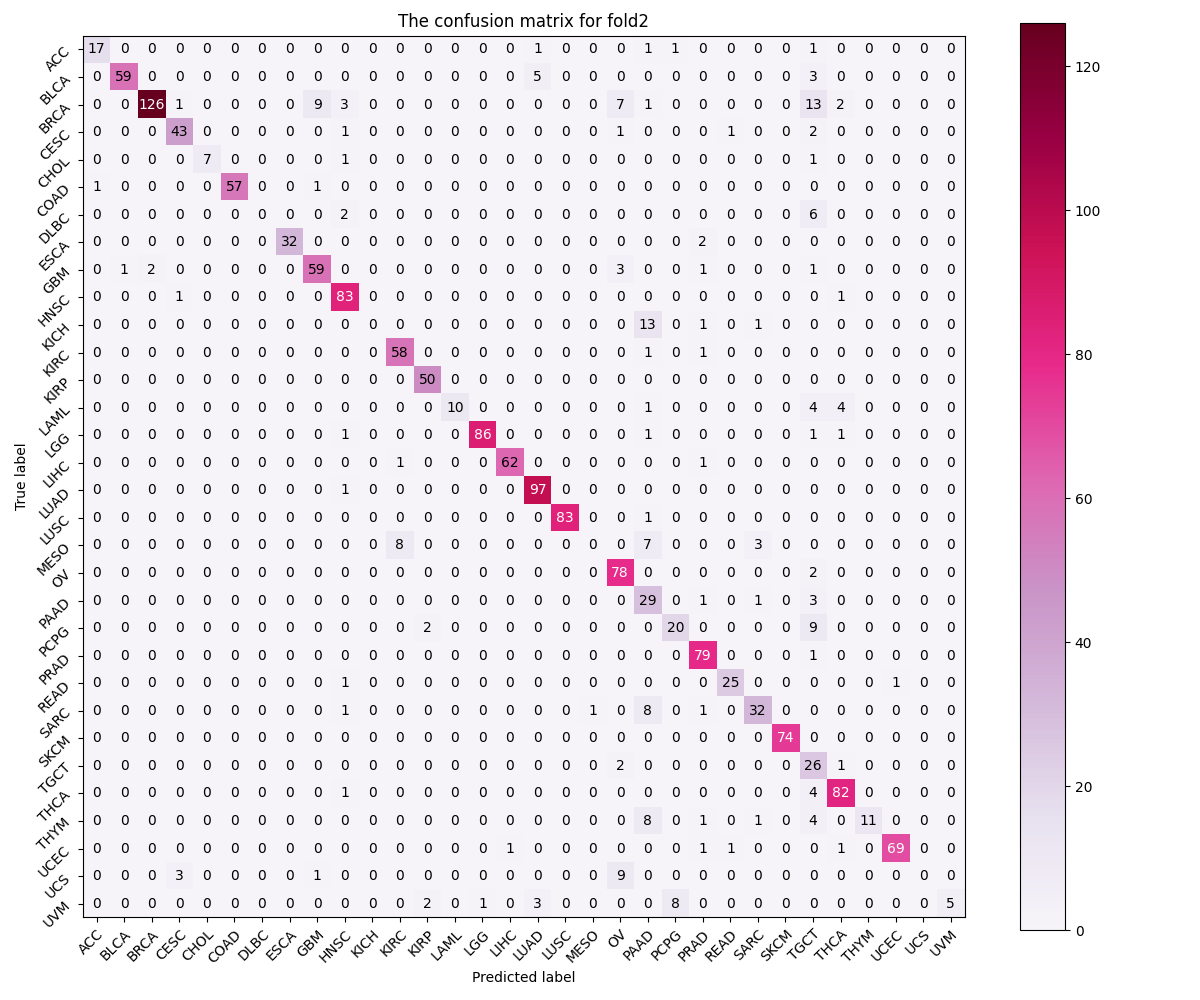 The confusion matrix for fold2
ACC 17 0 0 0 0 0 0 0 0 0 0 0 0 0 0 0 1 0 0 0 1 1 0 0 0 0 1 0 0 0 0 0
BLCA 0 59 0 0 0 0 0 0 0 0 0 0 0 0 0 0 5 0 0 0 0 0 0 0 0 0 3 0 0 0 0 0
BRCA 0 0 126 1 0 0 0 0 9 3 0 0 0 0 0 0 0 0 0 7 1 0 0 0 0 0 13 2 0 0 0 0
CESC 0 0 0 43 0 0 0 0 0 1 0 0 0 0 0 0 0 0 0 1 0 0 0 1 0 0 2 0 0 0 0 0
CHOL 0 0 0 0 7 0 0 0 0 1 0 0 0 0 0 0 0 0 0 0 0 0 0 0 0 0 1 0 0 0 0 0
COAD 1 0 0 0 0 57 0 0 1 0 0 0 0 0 0 0 0 0 0 0 0 0 0 0 0 0 0 0 0 0 0 0
DLBC 0 0 0 0 0 0 0 0 0 2 0 0 0 0 0 0 0 0 0 0 0 0 0 0 0 0 6 0 0 0 0 0
ESCA 0 0 0 0 0 0 0 32 0 0 0 0 0 0 0 0 0 0 0 0 0 0 2 0 0 0 0 0 0 0 0 0
GBM 0 1 2 0 0 0 0 0 59 0 0 0 0 0 0 0 0 0 0 3 0 0 1 0 0 0 1 0 0 0 0 0
HNSC 0 0 0 1 0 0 0 0 0 83 0 0 0 0 0 0 0 0 0 0 0 0 0 0 0 0 0 1 0 0 0 0
KICH 0 0 0 0 0 0 0 0 0 0 0 0 0 0 0 0 0 0 0 0 13 0 1 0 1 0 0 0 0 0 0 0
KIRC 0 0 0 0 0 0 0 0 0 0 0 58 0 0 0 0 0 0 0 0 1 0 1 0 0 0 0 0 0 0 0 0
KIRP 0 0 0 0 0 0 0 0 0 0 0 0 50 0 0 0 0 0 0 0 0 0 0 0 0 0 0 0 0 0 0 0
LAML 0 0 0 0 0 0 0 0 0 0 0 0 0 10 0 0 0 0 0 0 1 0 0 0 0 0 4 4 0 0 0 0
LGG 0 0 0 0 0 0 0 0 0 1 0 0 0 0 86 0 0 0 0 0 1 0 0 0 0 0 1 1 0 0 0 0
LIHC 0 0 0 0 0 0 0 0 0 0 0 1 0 0 0 62 0 0 0 0 0 0 1 0 0 0 0 0 0 0 0 0
LUAD 0 0 0 0 0 0 0 0 0 1 0 0 0 0 0 0 97 0 0 0 0 0 0 0 0 0 0 0 0 0 0 0
LUSC 0 0 0 0 0 0 0 0 0 0 0 0 0 0 0 0 0 83 0 0 1 0 0 0 0 0 0 0 0 0 0 0
MESO 0 0 0 0 0 0 0 0 0 0 0 8 0 0 0 0 0 0 0 0 7 0 0 0 3 0 0 0 0 0 0 0
OV 0 0 0 0 0 0 0 0 0 0 0 0 0 0 0 0 0 0 0 78 0 0 0 0 0 0 2 0 0 0 0 0
PAAD 0 0 0 0 0 0 0 0 0 0 0 0 0 0 0 0 0 0 0 0 29 0 1 0 1 0 3 0 0 0 0 0
PCPG 0 0 0 0 0 0 0 0 0 0 0 0 2 0 0 0 0 0 0 0 0 20 0 0 0 0 9 0 0 0 0 0
PRAD 0 0 0 0 0 0 0 0 0 0 0 0 0 0 0 0 0 0 0 0 0 0 79 0 0 0 1 0 0 0 0 0
READ 0 0 0 0 0 0 0 0 0 1 0 0 0 0 0 0 0 0 0 0 0 0 0 25 0 0 0 0 0 1 0 0
SARC 0 0 0 0 0 0 0 0 0 1 0 0 0 0 0 0 0 0 1 0 8 0 1 0 32 0 0 0 0 0 0 0
SKCM 0 0 0 0 0 0 0 0 0 0 0 0 0 0 0 0 0 0 0 0 0 0 0 0 0 74 0 0 0 0 0 0
TGCT 0 0 0 0 0 0 0 0 0 0 0 0 0 0 0 0 0 0 0 2 0 0 0 0 0 0 26 1 0 0 0 0
THCA 0 0 0 0 0 0 0 0 0 1 0 0 0 0 0 0 0 0 0 0 0 0 0 0 0 0 4 82 0 0 0 0
THYM 0 0 0 0 0 0 0 0 0 0 0 0 0 0 0 0 0 0 0 0 8 0 1 0 1 0 4 0 11 0 0 0
UCEC 0 0 0 0 0 0 0 0 0 0 0 0 0 0 0 1 0 0 0 0 0 0 1 1 0 0 0 1 0 69 0 0
UCS 0 0 0 3 0 0 0 0 1 0 0 0 0 0 0 0 0 0 0 9 0 0 0 0 0 0 0 0 0 0 0 0
UVM 0 0 0 0 0 0 0 0 0 0 0 0 2 0 1 0 3 0 0 0 0 8 0 0 0 0 0 0 0 0 0 5
ACC BLCA BRCA CESC CHOL COAD DLBC ESCA GBM HNSC KICH KIRC KIRP LAML LGG LIHC LUAD LUSC MESO OV PAAD PCPG PRAD READ SARC SKCM TGCT THCA THYM UCEC UCS UVM
Predicted label
True label
120
100
80
60
40
20
0